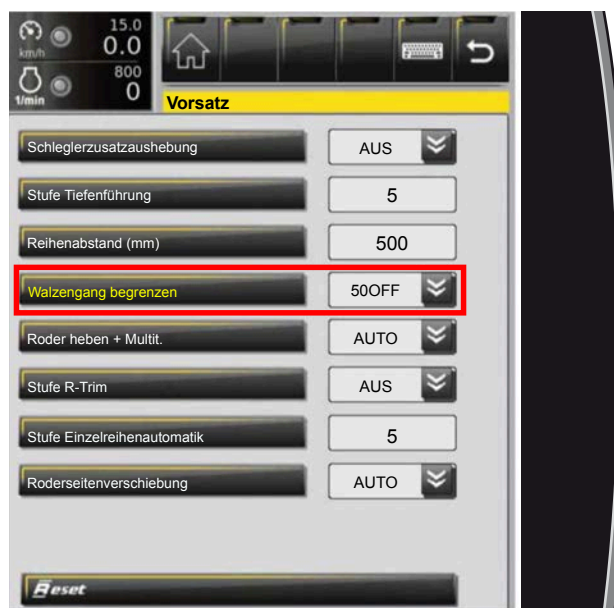 15.0
km/h 0.0
800
1/min 0
Vorsatz
Schleglerzusatzaushebung AUS
Stufe Tiefenführung 5
Reihenabstand (mm) 500
Walzengang begrenzen 50OFF
Roder heben + Multit. AUTO
Stufe R-Trim AUS
Stufe Einzelreihenautomatik 5
Roderseitenverschiebung AUTO
Reset